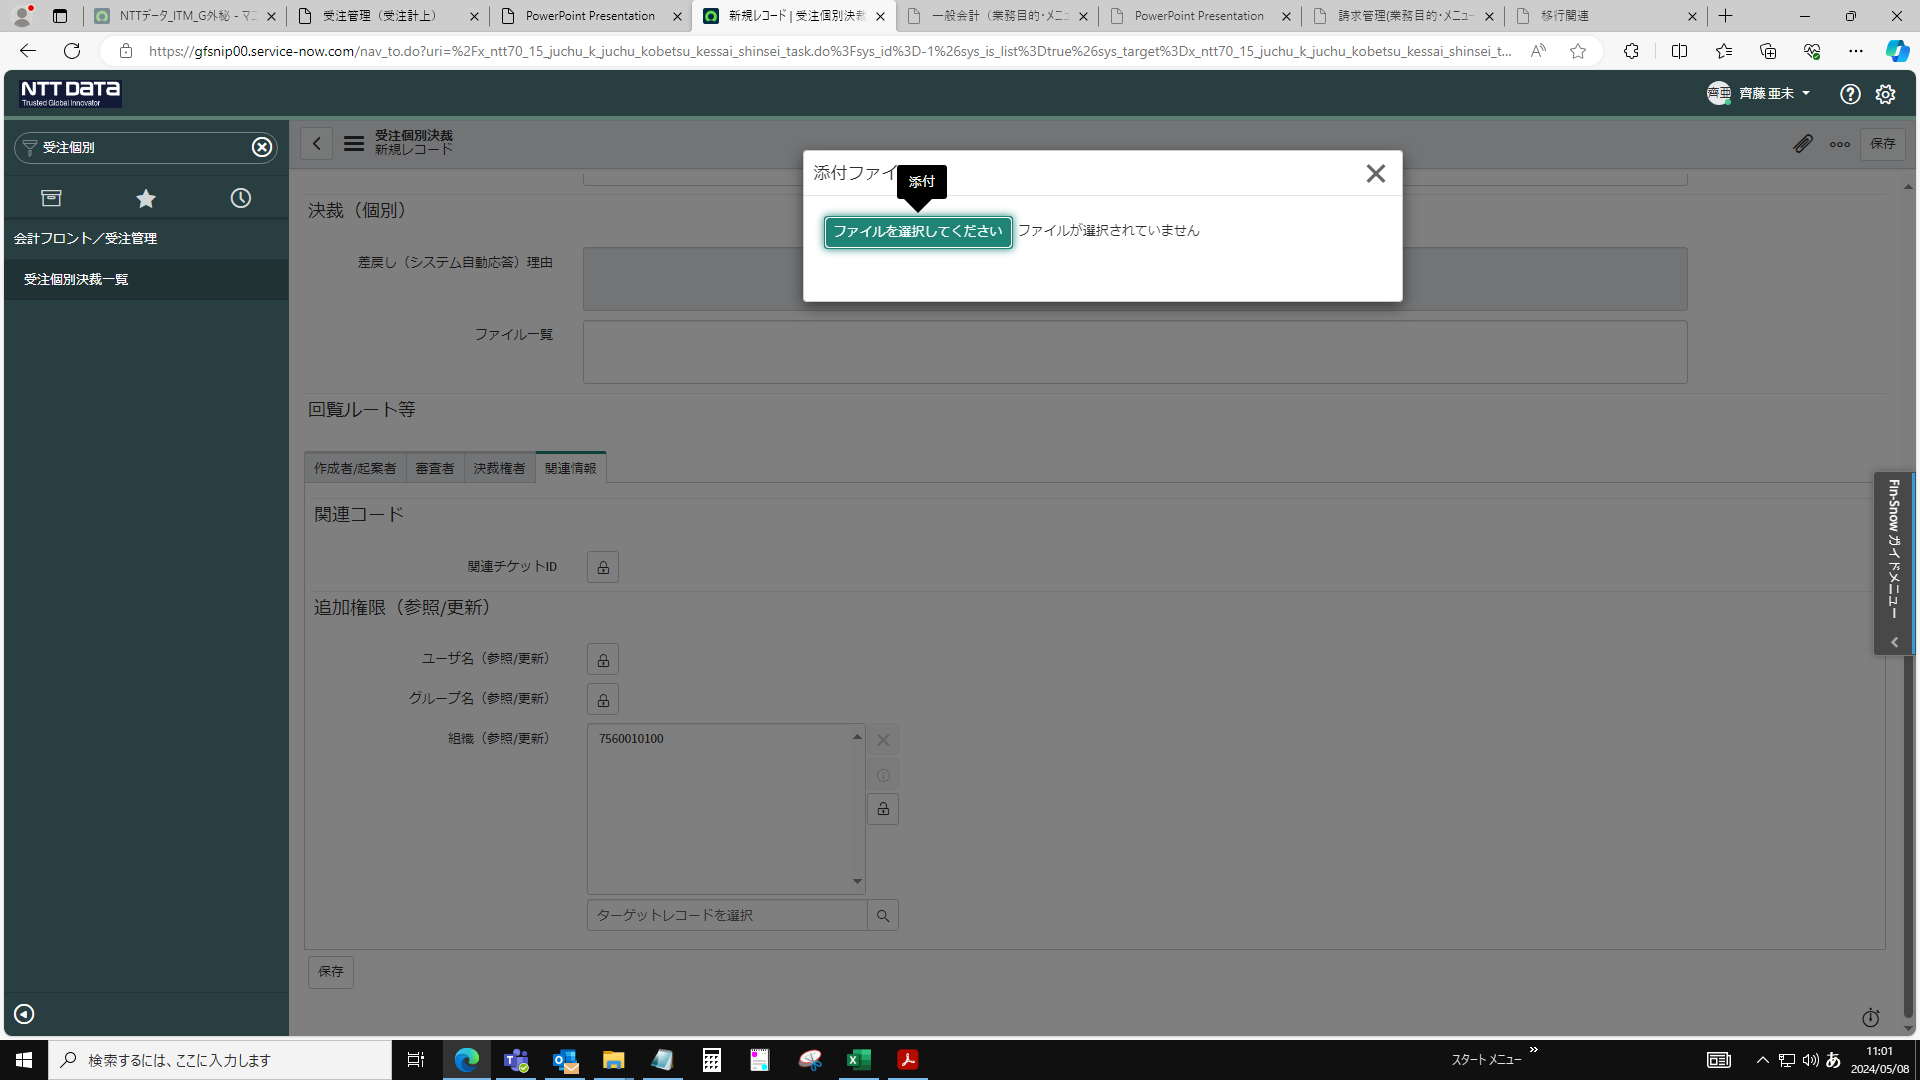 NTTデータ_ITM_G外秘 - マニ
受注管理（受注計上）
PowerPoint Presentation
新規レコード | 受注個別決裁
一般会計（業務目的・メニュ
PowerPoint Presentation
請求管理(業務目的・メニュー
移行関連
https://gfsnip00.service-now.com/nav_to.do?uri=%2Fx_ntt70_15_juchu_k_juchu_kobetsu_kessai_shinsei_task.do%3Fsys_id%3D-1%26sys_is_list%3Dtrue%26sys_target%3Dx_ntt70_15_juchu_k_juchu_kobetsu_kessai_shinsei_t...
NTT DATA
Trusted Global Innovator
齊亜
齊藤 亜未
受注個別
受注個別決裁
新規レコード
保存
添付ファイ
添付
ファイルを選択してください
ファイルが選択されていません
会計フロント／受注管理
受注個別決裁一覧
決裁（個別）
差戻し（システム自動応答）理由
ファイル一覧
回覧ルート等
作成者/起案者
審査者
決裁権者
関連情報
関連コード
関連チケットID
追加権限（参照/更新）
ユーザ名（参照/更新）
グループ名（参照/更新）
組織（参照/更新）
7560010100
ターゲットレコードを選択
保存
Fin-Snow ガイドメニュー
検索するには、ここに入力します
スタート メニュー
あ
11:01
2024/05/08